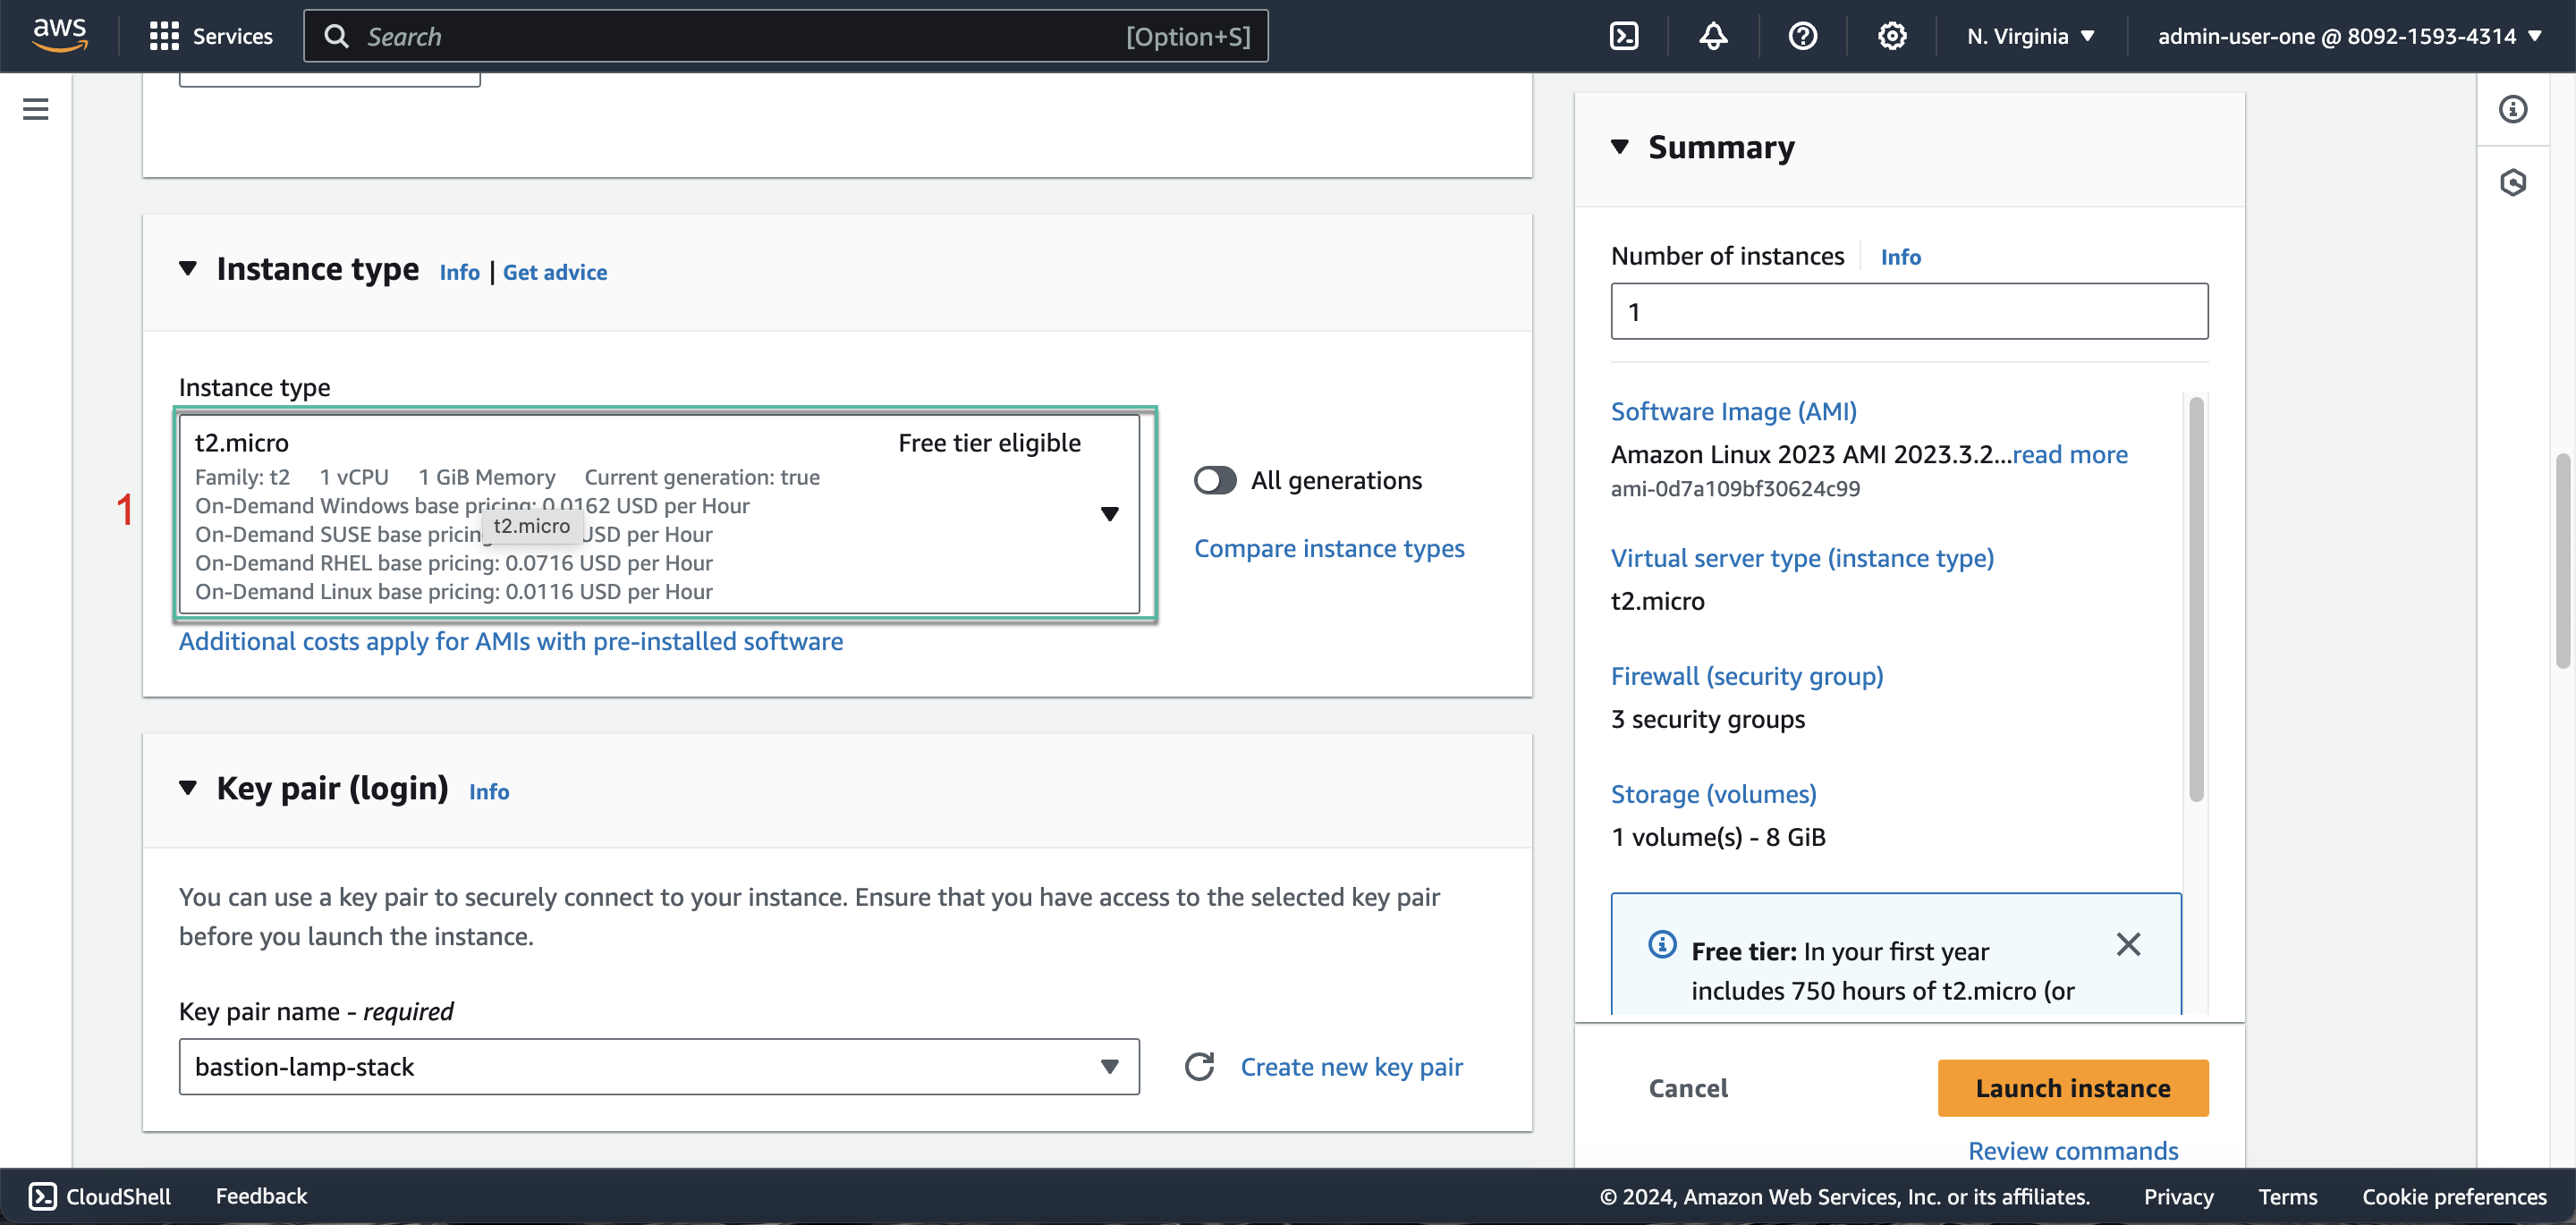 aws
Services
Search
[Option+S]
N. Virginia
admin-user-one @ 8092-1593-4314
Instance type
Info | Get advice
Instance type
1
t2.micro
Free tier eligible
Family: t2 1 vCPU 1 GiB Memory Current generation: true
On-Demand Windows base pricing: 0.0162 USD per Hour
t2.micro
On-Demand SUSE base pricing USD per Hour
On-Demand RHEL base pricing: 0.0716 USD per Hour
On-Demand Linux base pricing: 0.0116 USD per Hour
All generations
Compare instance types
Additional costs apply for AMIs with pre-installed software
Key pair (login)
Info
You can use a key pair to securely connect to your instance. Ensure that you have access to the selected key pair
before you launch the instance.
Key pair name - required
bastion-lamp-stack
Create new key pair
Summary
Number of instances
Info
1
Software Image (AMI)
Amazon Linux 2023 AMI 2023.3.2...read more
ami-0d7a109bf30624c99
Virtual server type (instance type)
t2.micro
Firewall (security group)
3 security groups
Storage (volumes)
1 volume(s) - 8 GiB
Free tier: In your first year
includes 750 hours of t2.micro (or
Cancel
Launch instance
Review commands
CloudShell
Feedback
© 2024, Amazon Web Services, Inc. or its affiliates.
Privacy
Terms
Cookie preferences